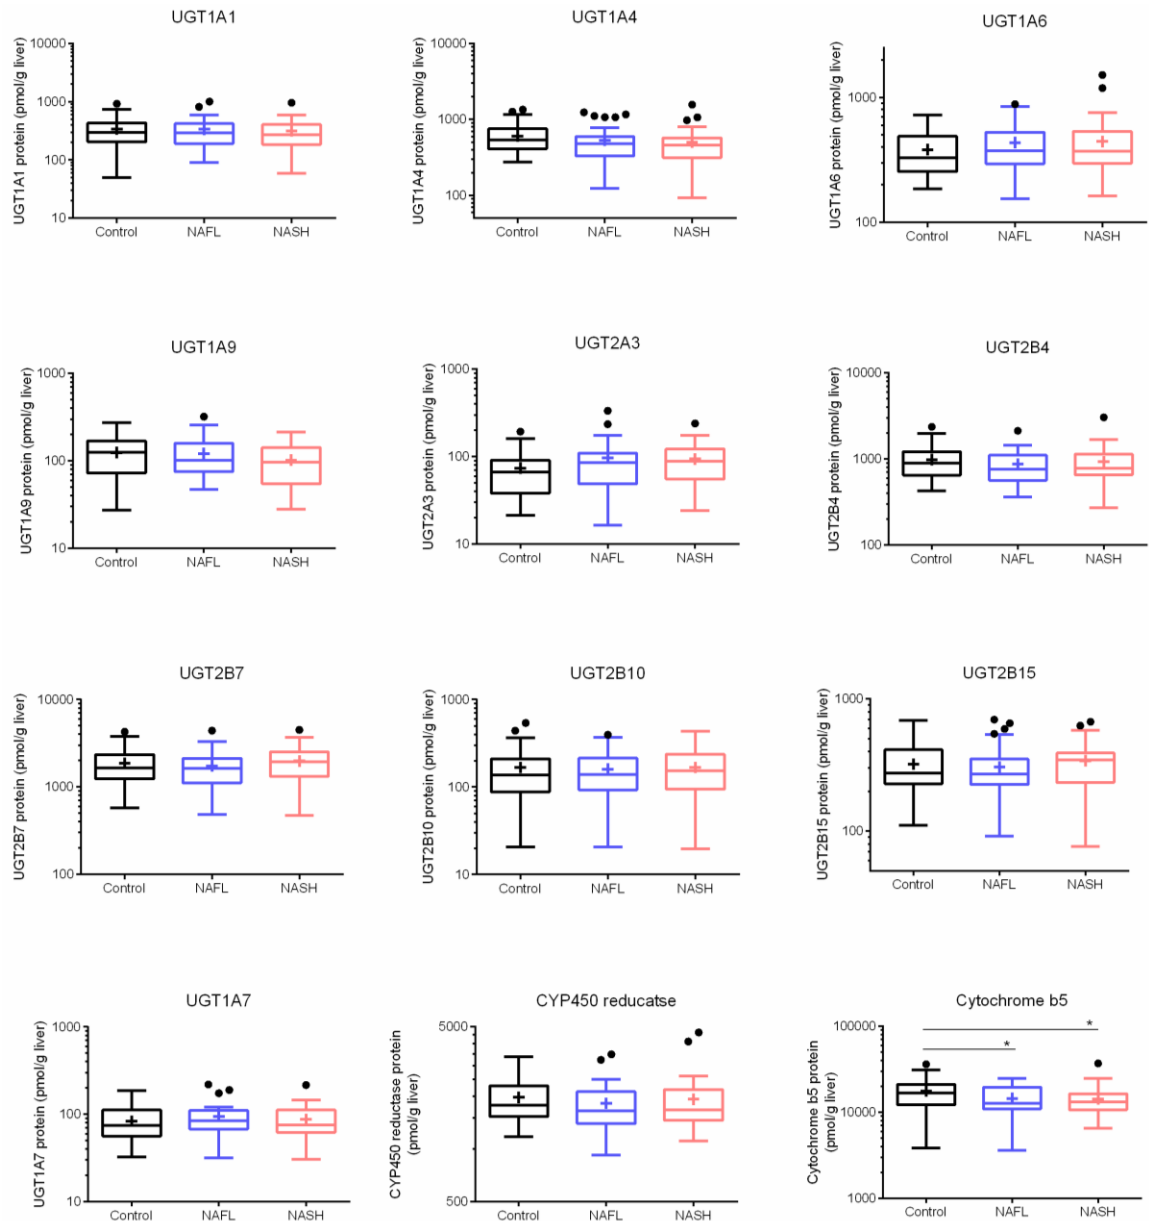 UGT1A1
UGT1A1 protein (pmol/g liver)
10000
1000
100
10
Control NAFL NASH
UGT1A4
UGT1A4 protein (pmol/g liver)
10000
1000
100
Control NAFL NASH
UGT1A6
UGT1A6 protein (pmol/g liver)
1000
100
Control NAFL NASH
UGT1A9
UGT1A9 protein (pmol/g liver)
1000
100
10
Control NAFL NASH
UGT2A3
UGT2A3 protein (pmol/g liver)
1000
100
10
Control NAFL NASH
UGT2B4
UGT2B4 protein (pmol/g liver)
10000
1000
100
Control NAFL NASH
UGT2B7
UGT2B7 protein (pmol/g liver)
10000
1000
100
Control NAFL NASH
UGT2B10
UGT2B10 protein (pmol/g liver)
1000
100
10
Control NAFL NASH
UGT2B15
UGT2B15 protein (pmol/g liver)
1000
100
Control NAFL NASH
UGT1A7
UGT1A7 protein (pmol/g liver)
1000
100
10
Control NAFL NASH
CYP450 reducatse
CYP450 reductase protein
(pmol/g liver)
5000
500
Control NAFL NASH
Cytochrome b5
Cytochrome b5 protein
(pmol/g liver)
100000
10000
1000
*
*
Control NAFL NASH